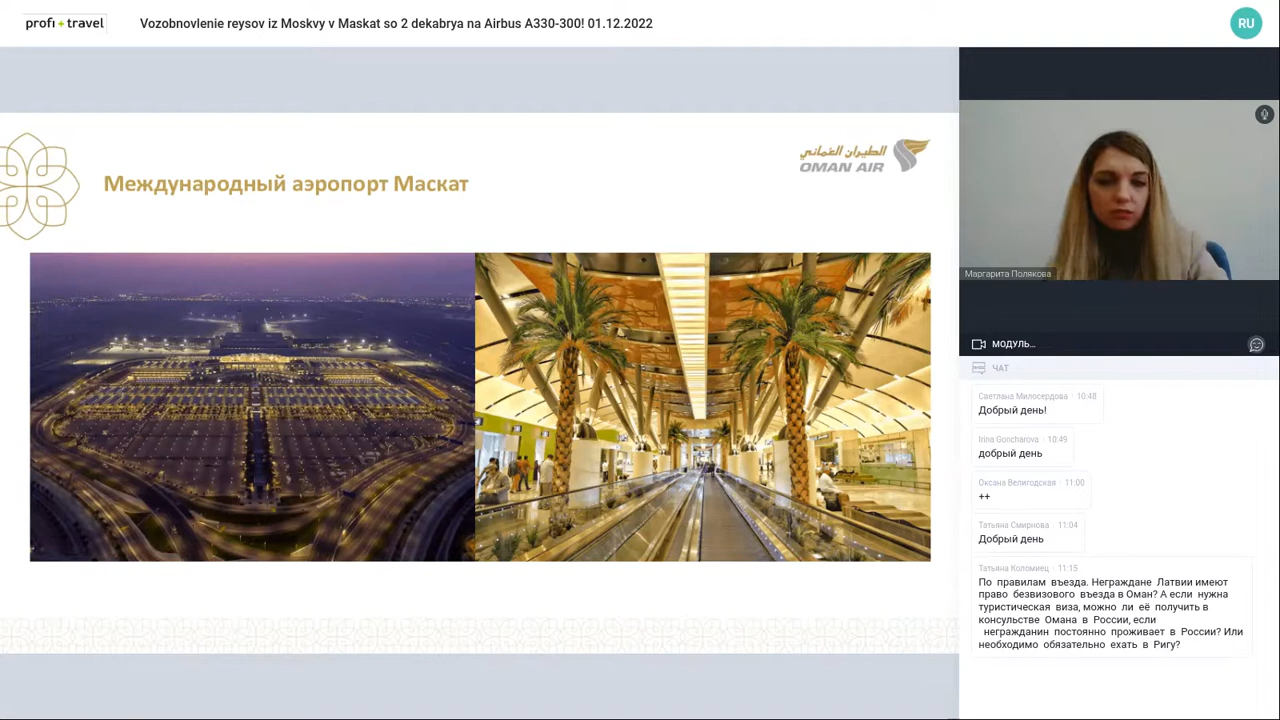 profi travel
Vozobnovlenie reysov iz Moskvy v Maskat so 2 dekabrya na Airbus A330-300! 01.12.2022
RU
الطيران العُماني
OMAN AIR
Международный аэропорт Маскат
Маргарита Полякова
МОДУЛЬ...
ЧАТ
Светлана Милосердова 10:48
Добрый день!
Irina Goncharova 10:49
добрый день
Оксана Велигодская 11:00
++
Татьяна Смирнова 11:04
Добрый день
Татьяна Коломиец 11:15
По правилам въезда. Неграждане Латвии имеют
право безвизового въезда в Оман? А если нужна
туристическая виза, можно ли её получить в
консульстве Омана в России, если
негражданин постоянно проживает в России? Или
необходимо обязательно ехать в Ригу?